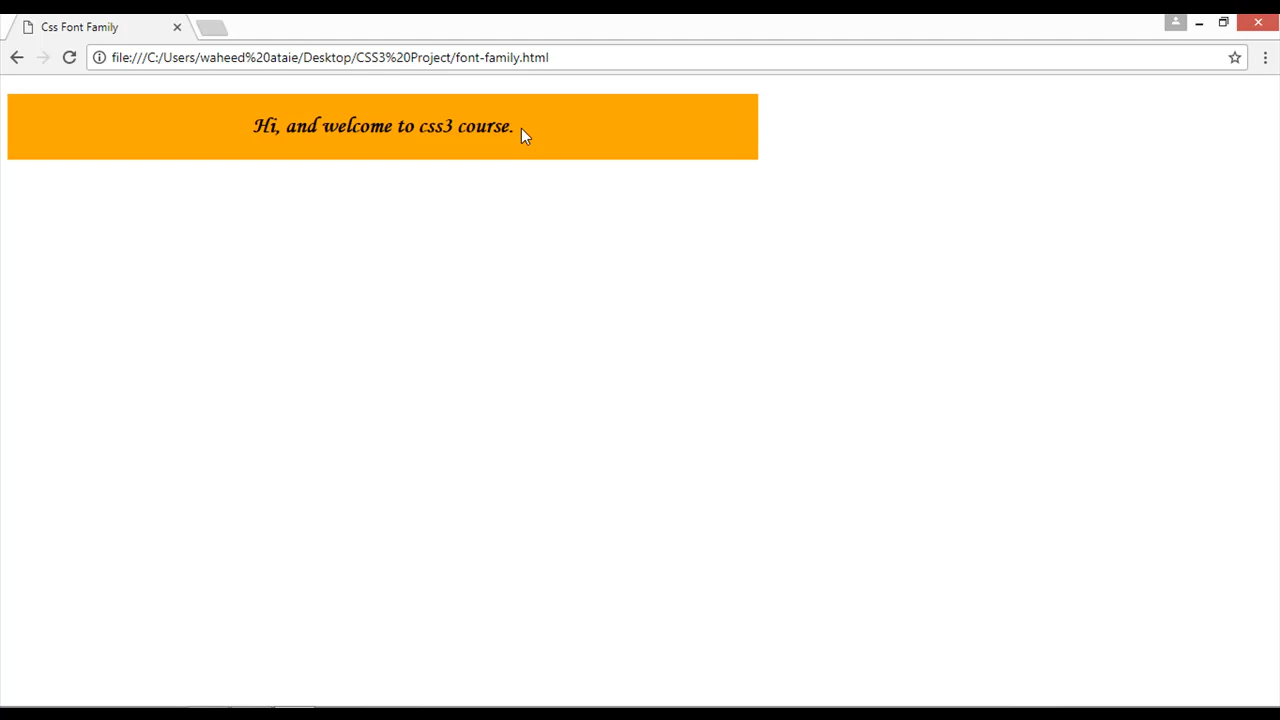 Css Font Family
file:///C:/Users/waheed%20ataie/Desktop/CSS3%20Project/font-family.html
Hi, and welcome to css3 course.